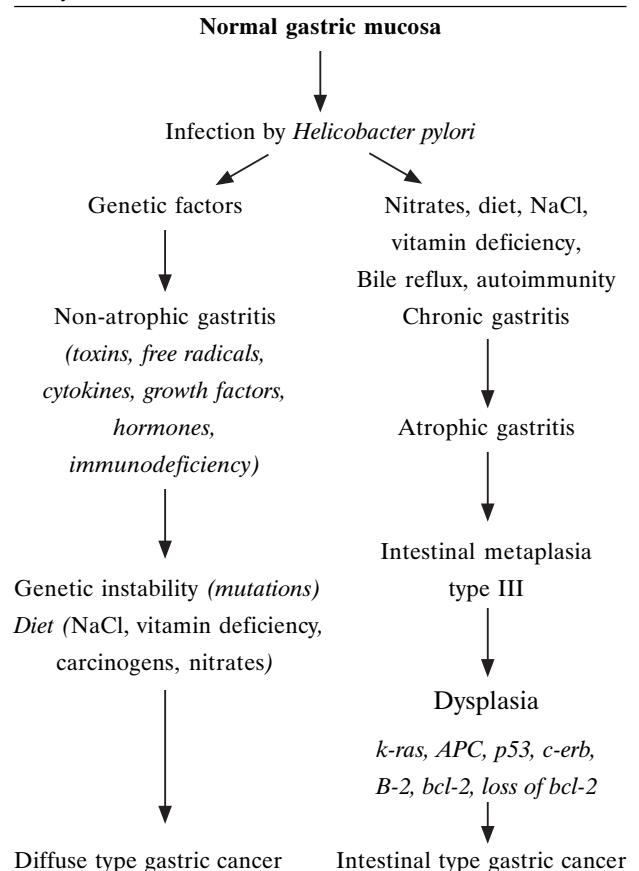 Normal gastric mucosa
Infection by Helicobacter pylori
Genetic factors
Non-atrophic gastritis
(toxins, free radicals,
cytokines, growth factors,
hormones,
immunodeficiency)
Genetic instability (mutations)
Diet (NaCl, vitamin deficiency,
carcinogens, nitrates)
Diffuse type gastric cancer
Nitrates, diet, NaCl,
vitamin deficiency,
Bile reflux, autoimmunity
Chronic gastritis
Atrophic gastritis
Intestinal metaplasia
type III
Dysplasia
k-ras, APC, p53, c-erb,
B-2, bcl-2, loss of bcl-2
Intestinal type gastric cancer